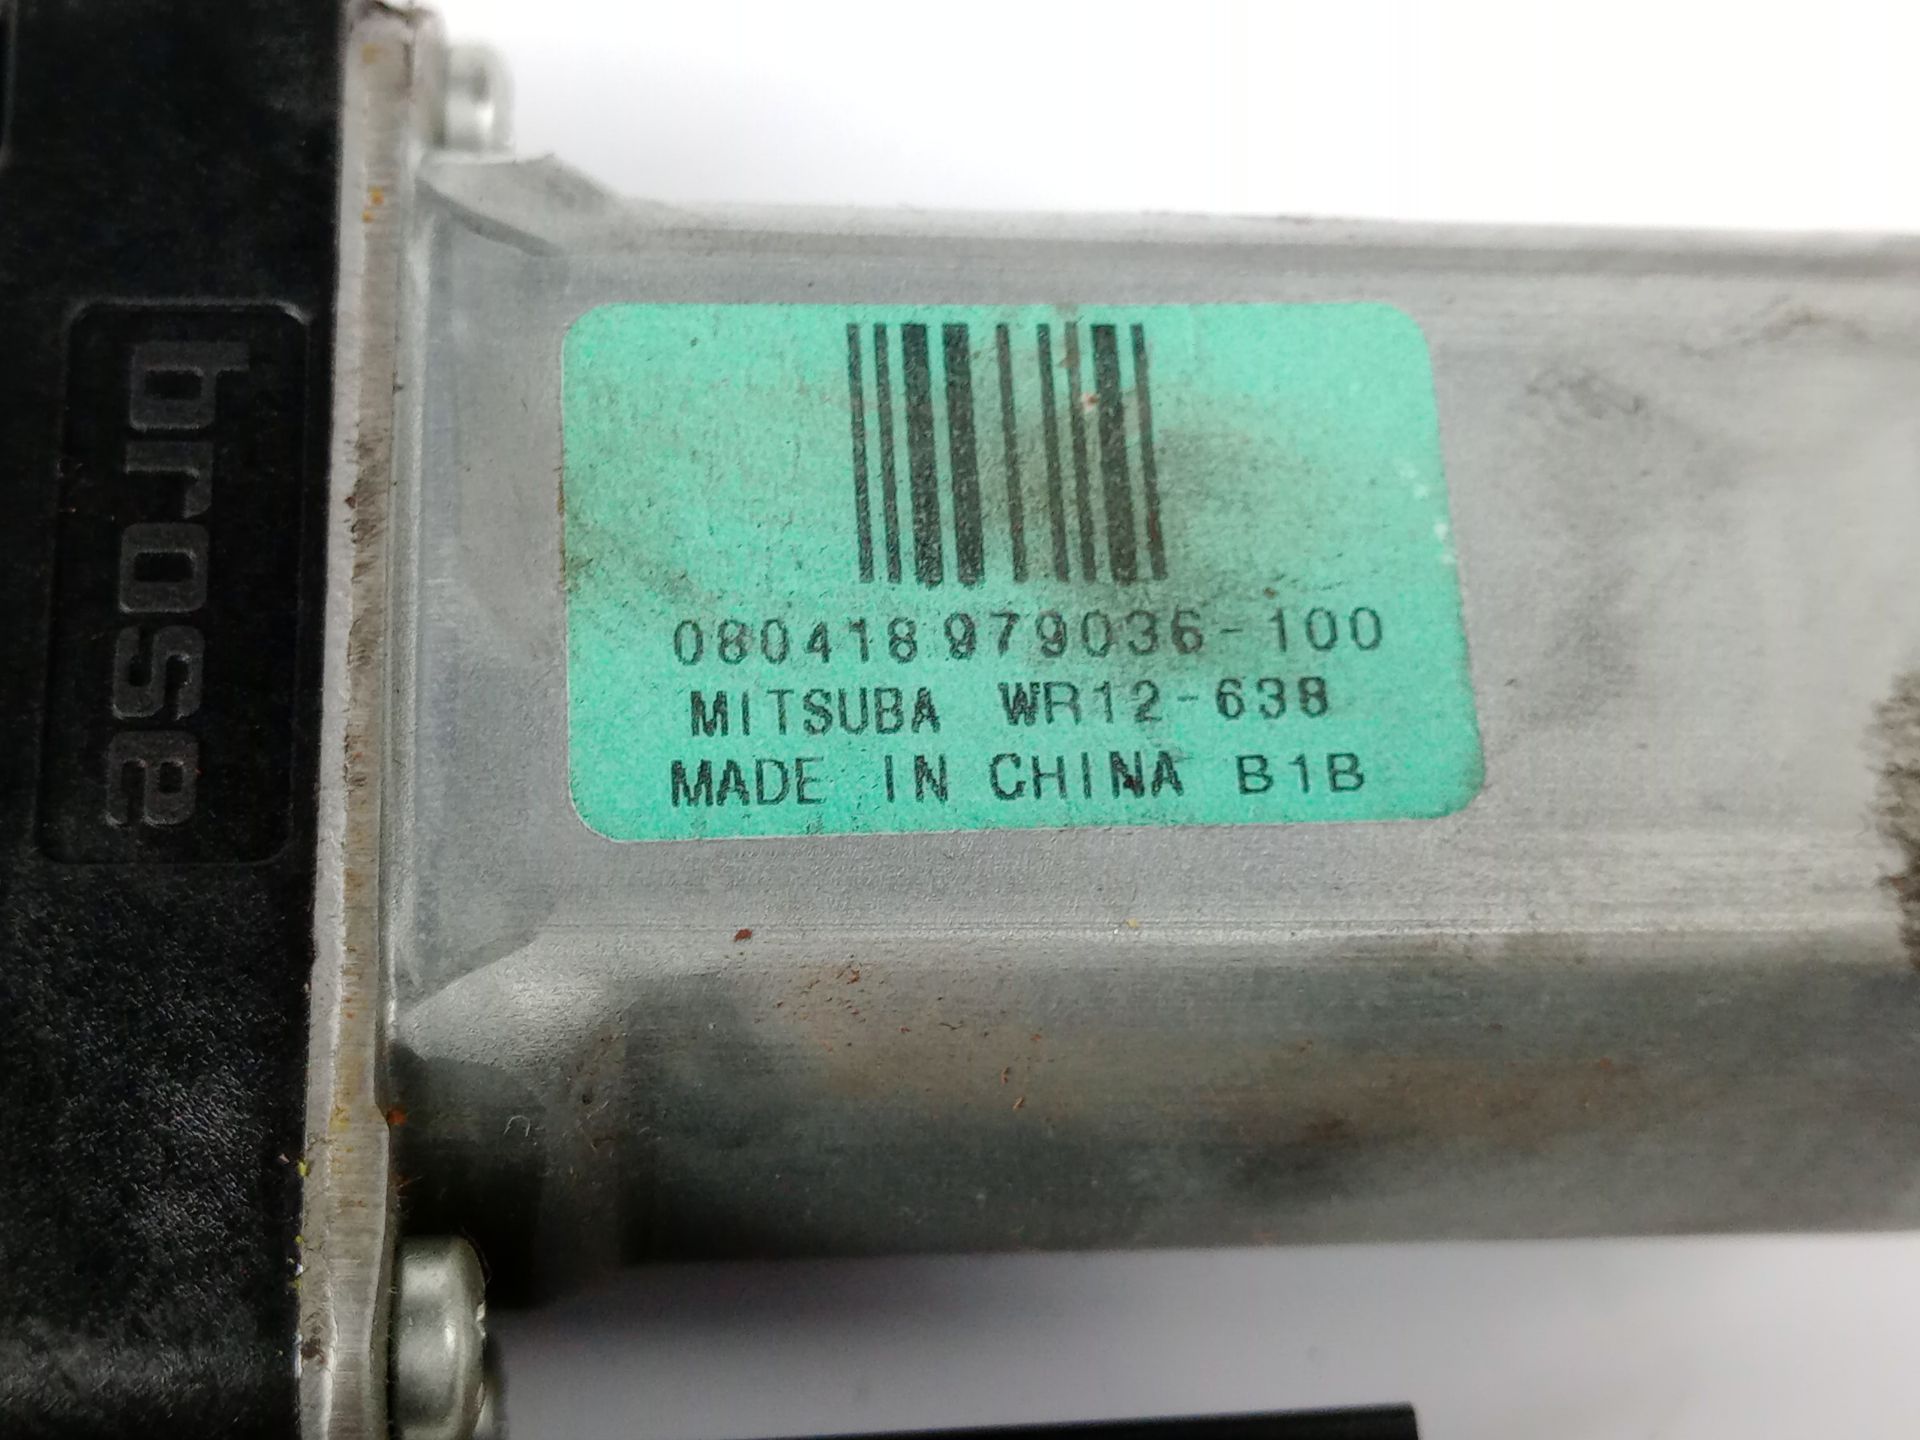 brose
080418 979036-100
MITSUBA WR12-638
MADE IN CHINA B1B